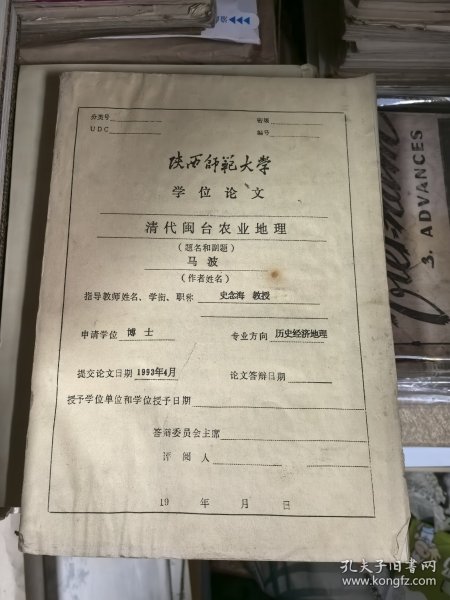 分类号
密级
UDC
编号
陕西师范大学
学位论文
清代闽台农业地理
(题名和副题)
马波
(作者姓名)
指导教师姓名、学衔、职称 史念海 教授
申请学位 博士 专业方向 历史经济地理
提交论文日期 1993年4月 论文答辩日期
授予学位单位和学位授予日期
答辩委员会主席
评阅人
19 年 月 日
3. ADVANCES
孔夫子旧书网
www.kongfz.com